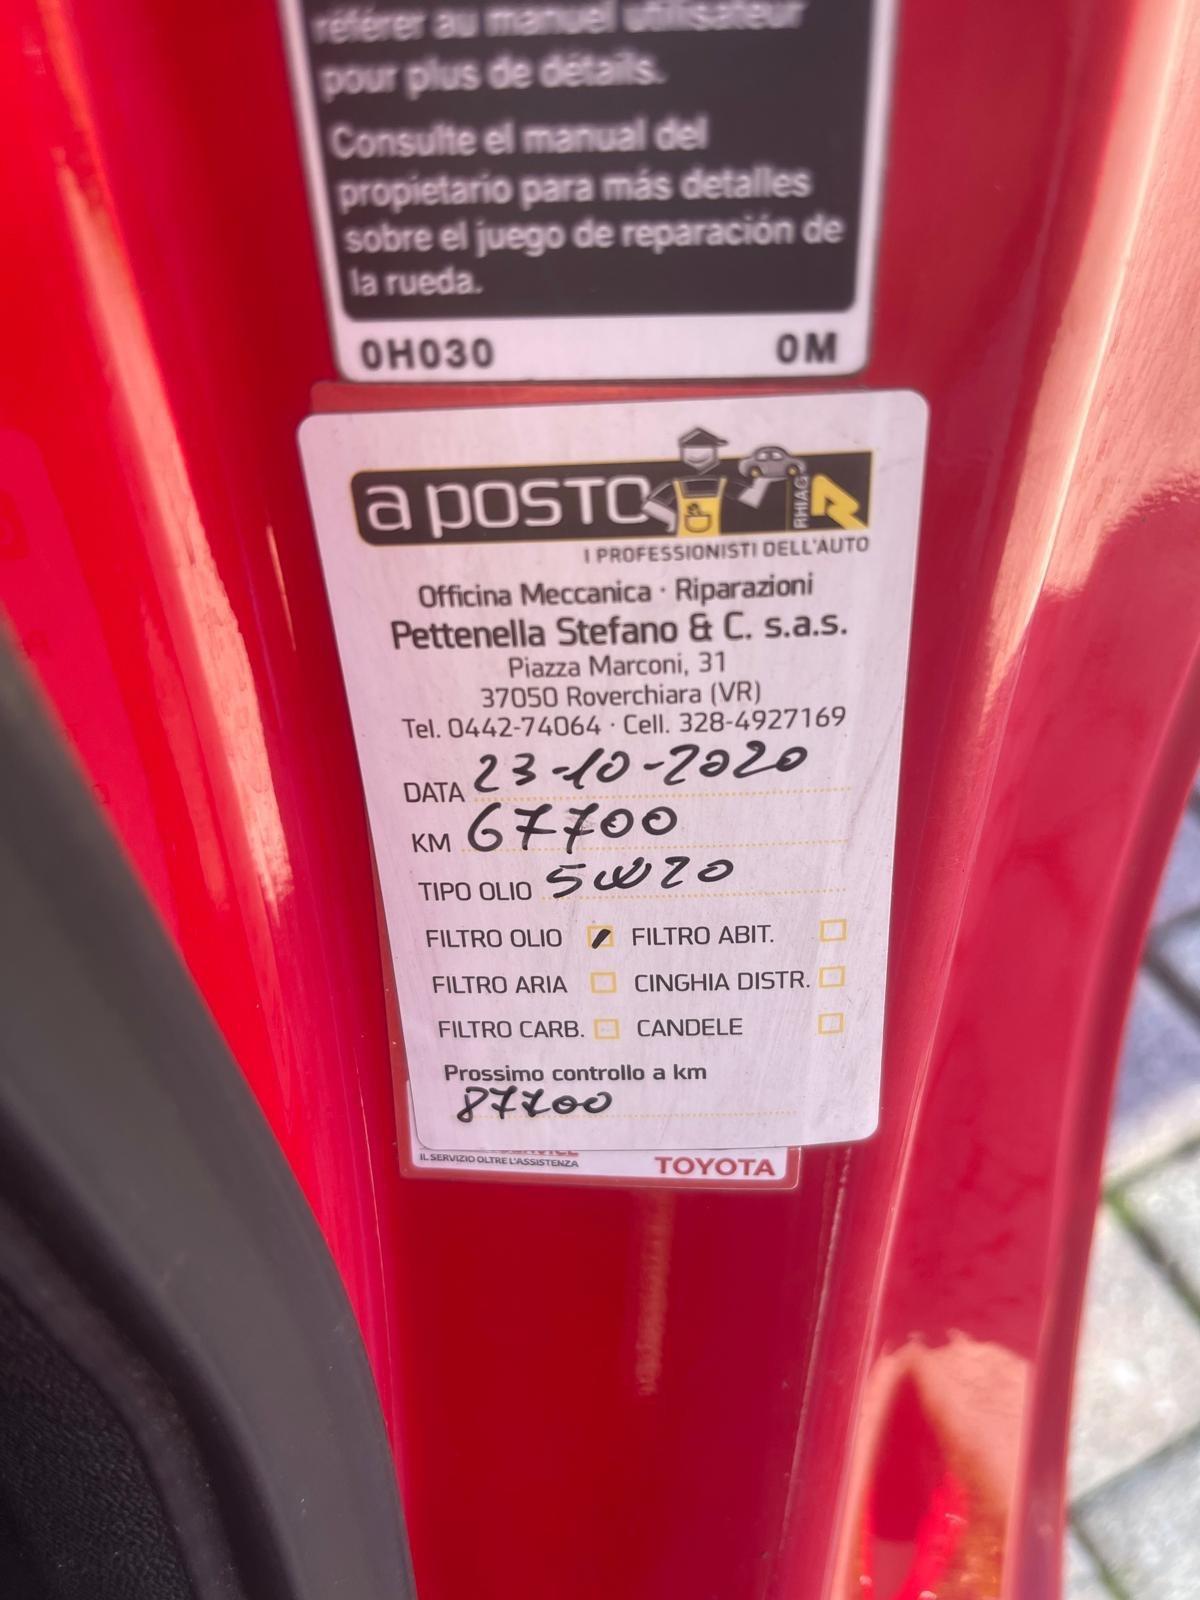 référer au manuel utilisateur
pour plus de détails.
Consulte el manual del
propietario para más detalles
sobre el juego de reparación de
la rueda.
0H030 0M
a posto
RHIAG
I PROFESSIONISTI DELL'AUTO
Officina Meccanica · Riparazioni
Pettenella Stefano & C. s.a.s.
Piazza Marconi, 31
37050 Roverchiara (VR)
Tel. 0442-74064 · Cell. 328-4927169
DATA 23-10-2020
KM 67700
TIPO OLIO 5W20
FILTRO OLIO FILTRO ABIT.
FILTRO ARIA CINGHIA DISTR.
FILTRO CARB. CANDELE
Prossimo controllo a km
87700
IL SERVIZIO OLTRE L'ASSISTENZA TOYOTA